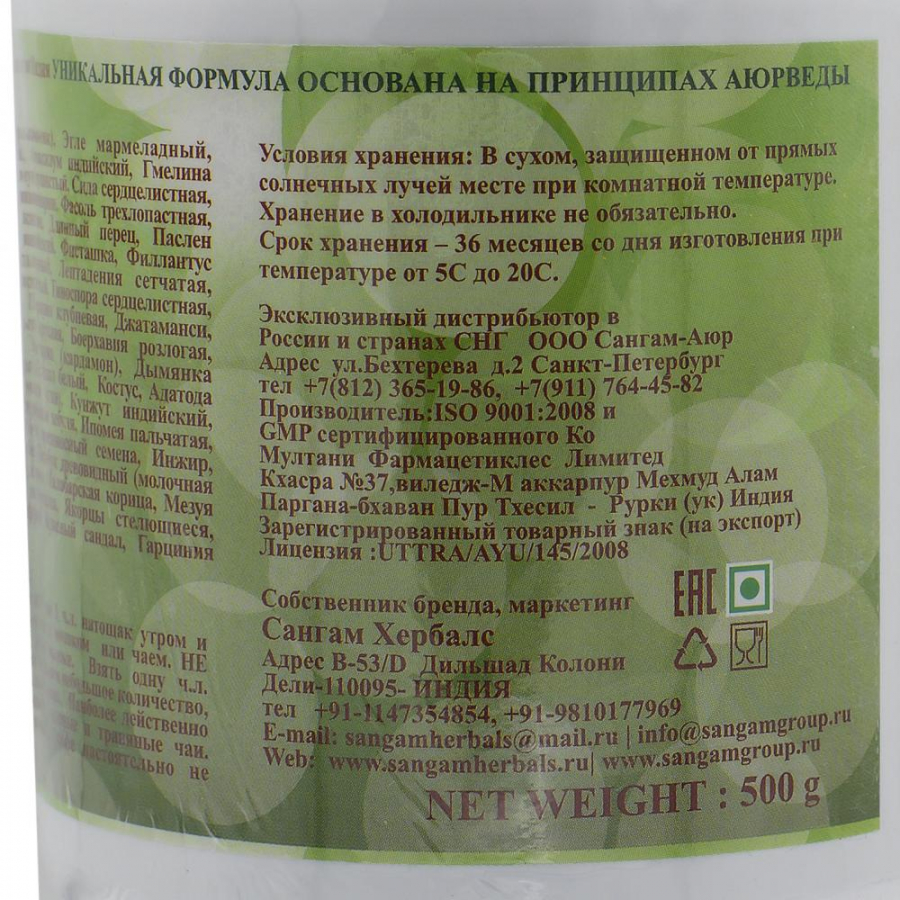 УНИКАЛЬНАЯ ФОРМУЛА ОСНОВАНА НА ПРИНЦИПАХ АЮРВЕДЫ
Эгле мармеладный,
индийский, Гмелина
Сида сердцелистная,
Фасоль трехлопастная,
перец, Паслен
Фисташка, Филлантус
Лептадения сетчатая,
Тиноспора сердцелистная,
клубневая, Джатаманси,
Боерхавия розлогая,
(кардамон), Дымянка
белый, Костус, Адатода
Кунжут индийский,
Ипомея пальчатая,
семена, Инжир,
древовидный (молочная
корица, Мезуя
Якорцы стелющиеся,
сандал, Гарциния
ч.л. натощак утром и
или чаем. НЕ
Взять одну ч.л.
небольшое количество,
Наиболее действенно
и травяные чаи.
настоятельно не
Условия хранения: В сухом, защищенном от прямых
солнечных лучей месте при комнатной температуре.
Хранение в холодильнике не обязательно.
Срок хранения – 36 месяцев со дня изготовления при
температуре от 5С до 20С.
Эксклюзивный дистрибьютор в
России и странах СНГ ООО Сангам-Аюр
Адрес ул.Бехтерева д.2 Санкт-Петербург
тел +7(812) 365-19-86, +7(911) 764-45-82
Производитель:ISO 9001:2008 и
GMP сертифицированного Ко
Мултани Фармацетиклес Лимитед
Кхасра №37,виледж-М аккарпур Мехмуд Алам
Паргана-бхаван Пур Тхесил - Рурки (ук) Индия
Зарегистрированный товарный знак (на экспорт)
Лицензия :UTTRA/AYU/145/2008
Собственник бренда, маркетинг
Сангам Хербалс
Адрес В-53/D Дильшад Колони
Дели-110095- ИНДИЯ
тел +91-1147354854, +91-9810177969
E-mail: sangamherbals@mail.ru | info@sangamgroup.ru
Web: www.sangamherbals.ru| www.sangamgroup.ru
ЕАС
NET WEIGHT : 500 g